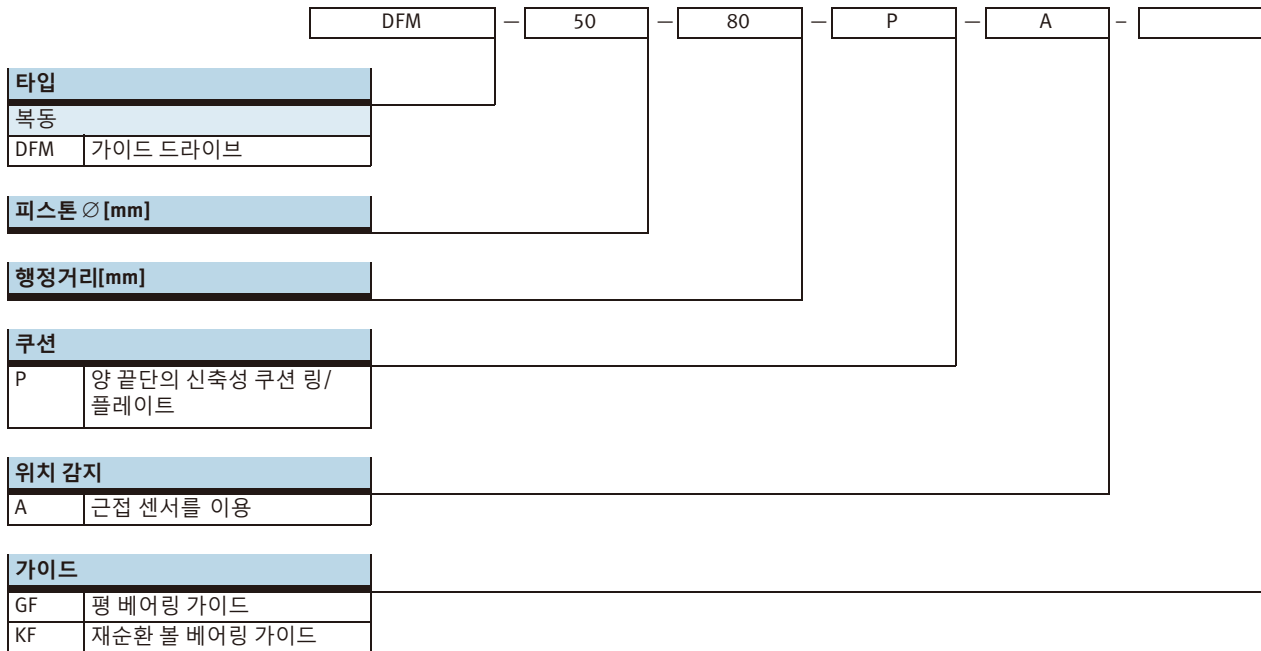 DFM – 50 – 80 – P – A –
타입
복동
DFM 가이드 드라이브
피스톤 ∅ [mm]
행정거리[mm]
쿠션
P 양 끝단의 신축성 쿠션 링/
플레이트
위치 감지
A 근접 센서를 이용
가이드
GF 평 베어링 가이드
KF 재순환 볼 베어링 가이드